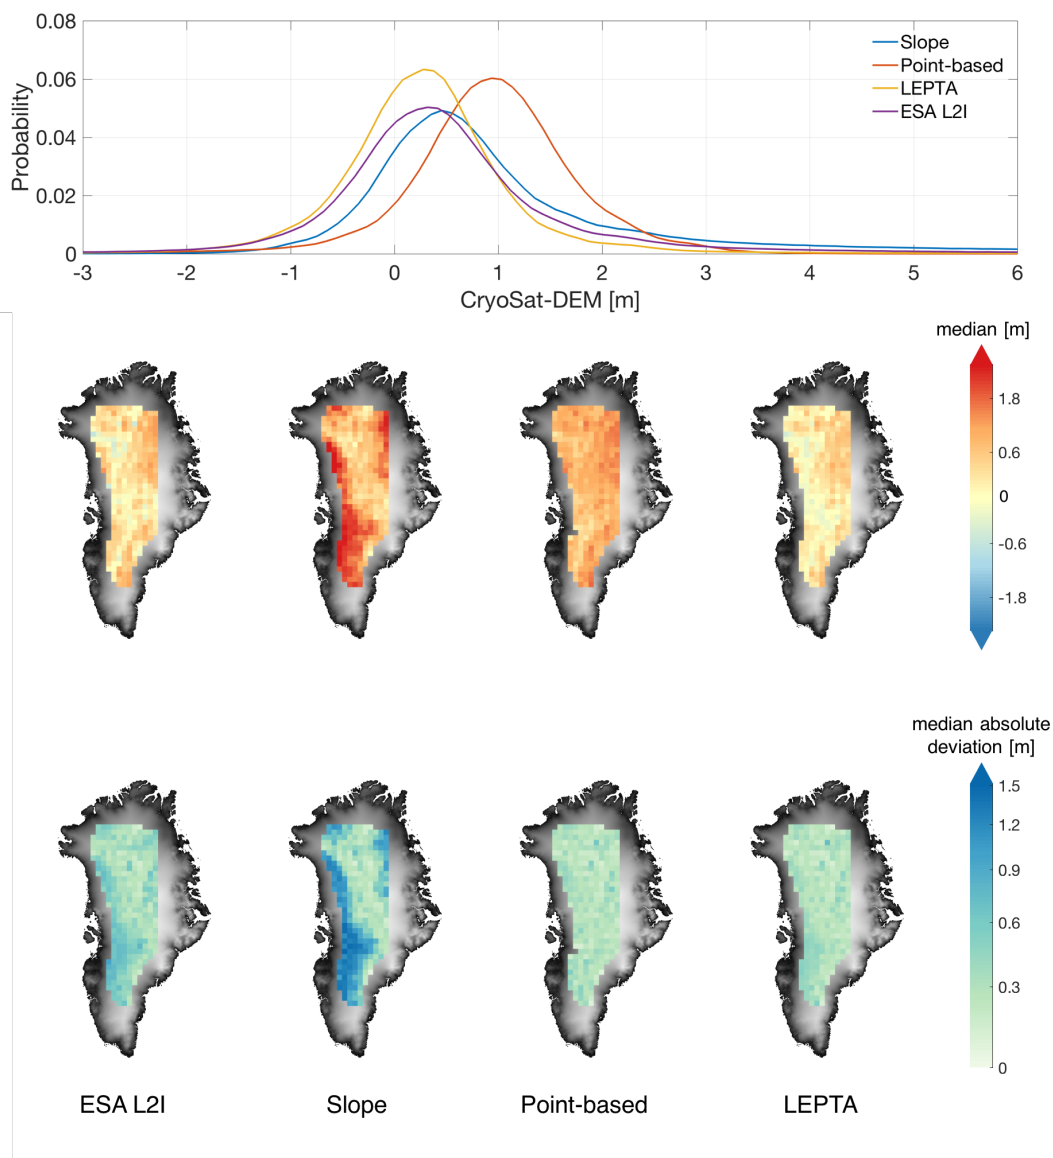 0.08
0.06
0.04
0.02
0
Probability
Slope
Point-based
LEPTA
ESA L2I
-3 -2 -1 0 1 2 3 4 5 6
CryoSat-DEM [m]
median [m]
1.8
0.6
0
-0.6
-1.8
median absolute
deviation [m]
1.5
1.2
0.9
0.6
0.3
0
ESA L2I Slope Point-based LEPTA